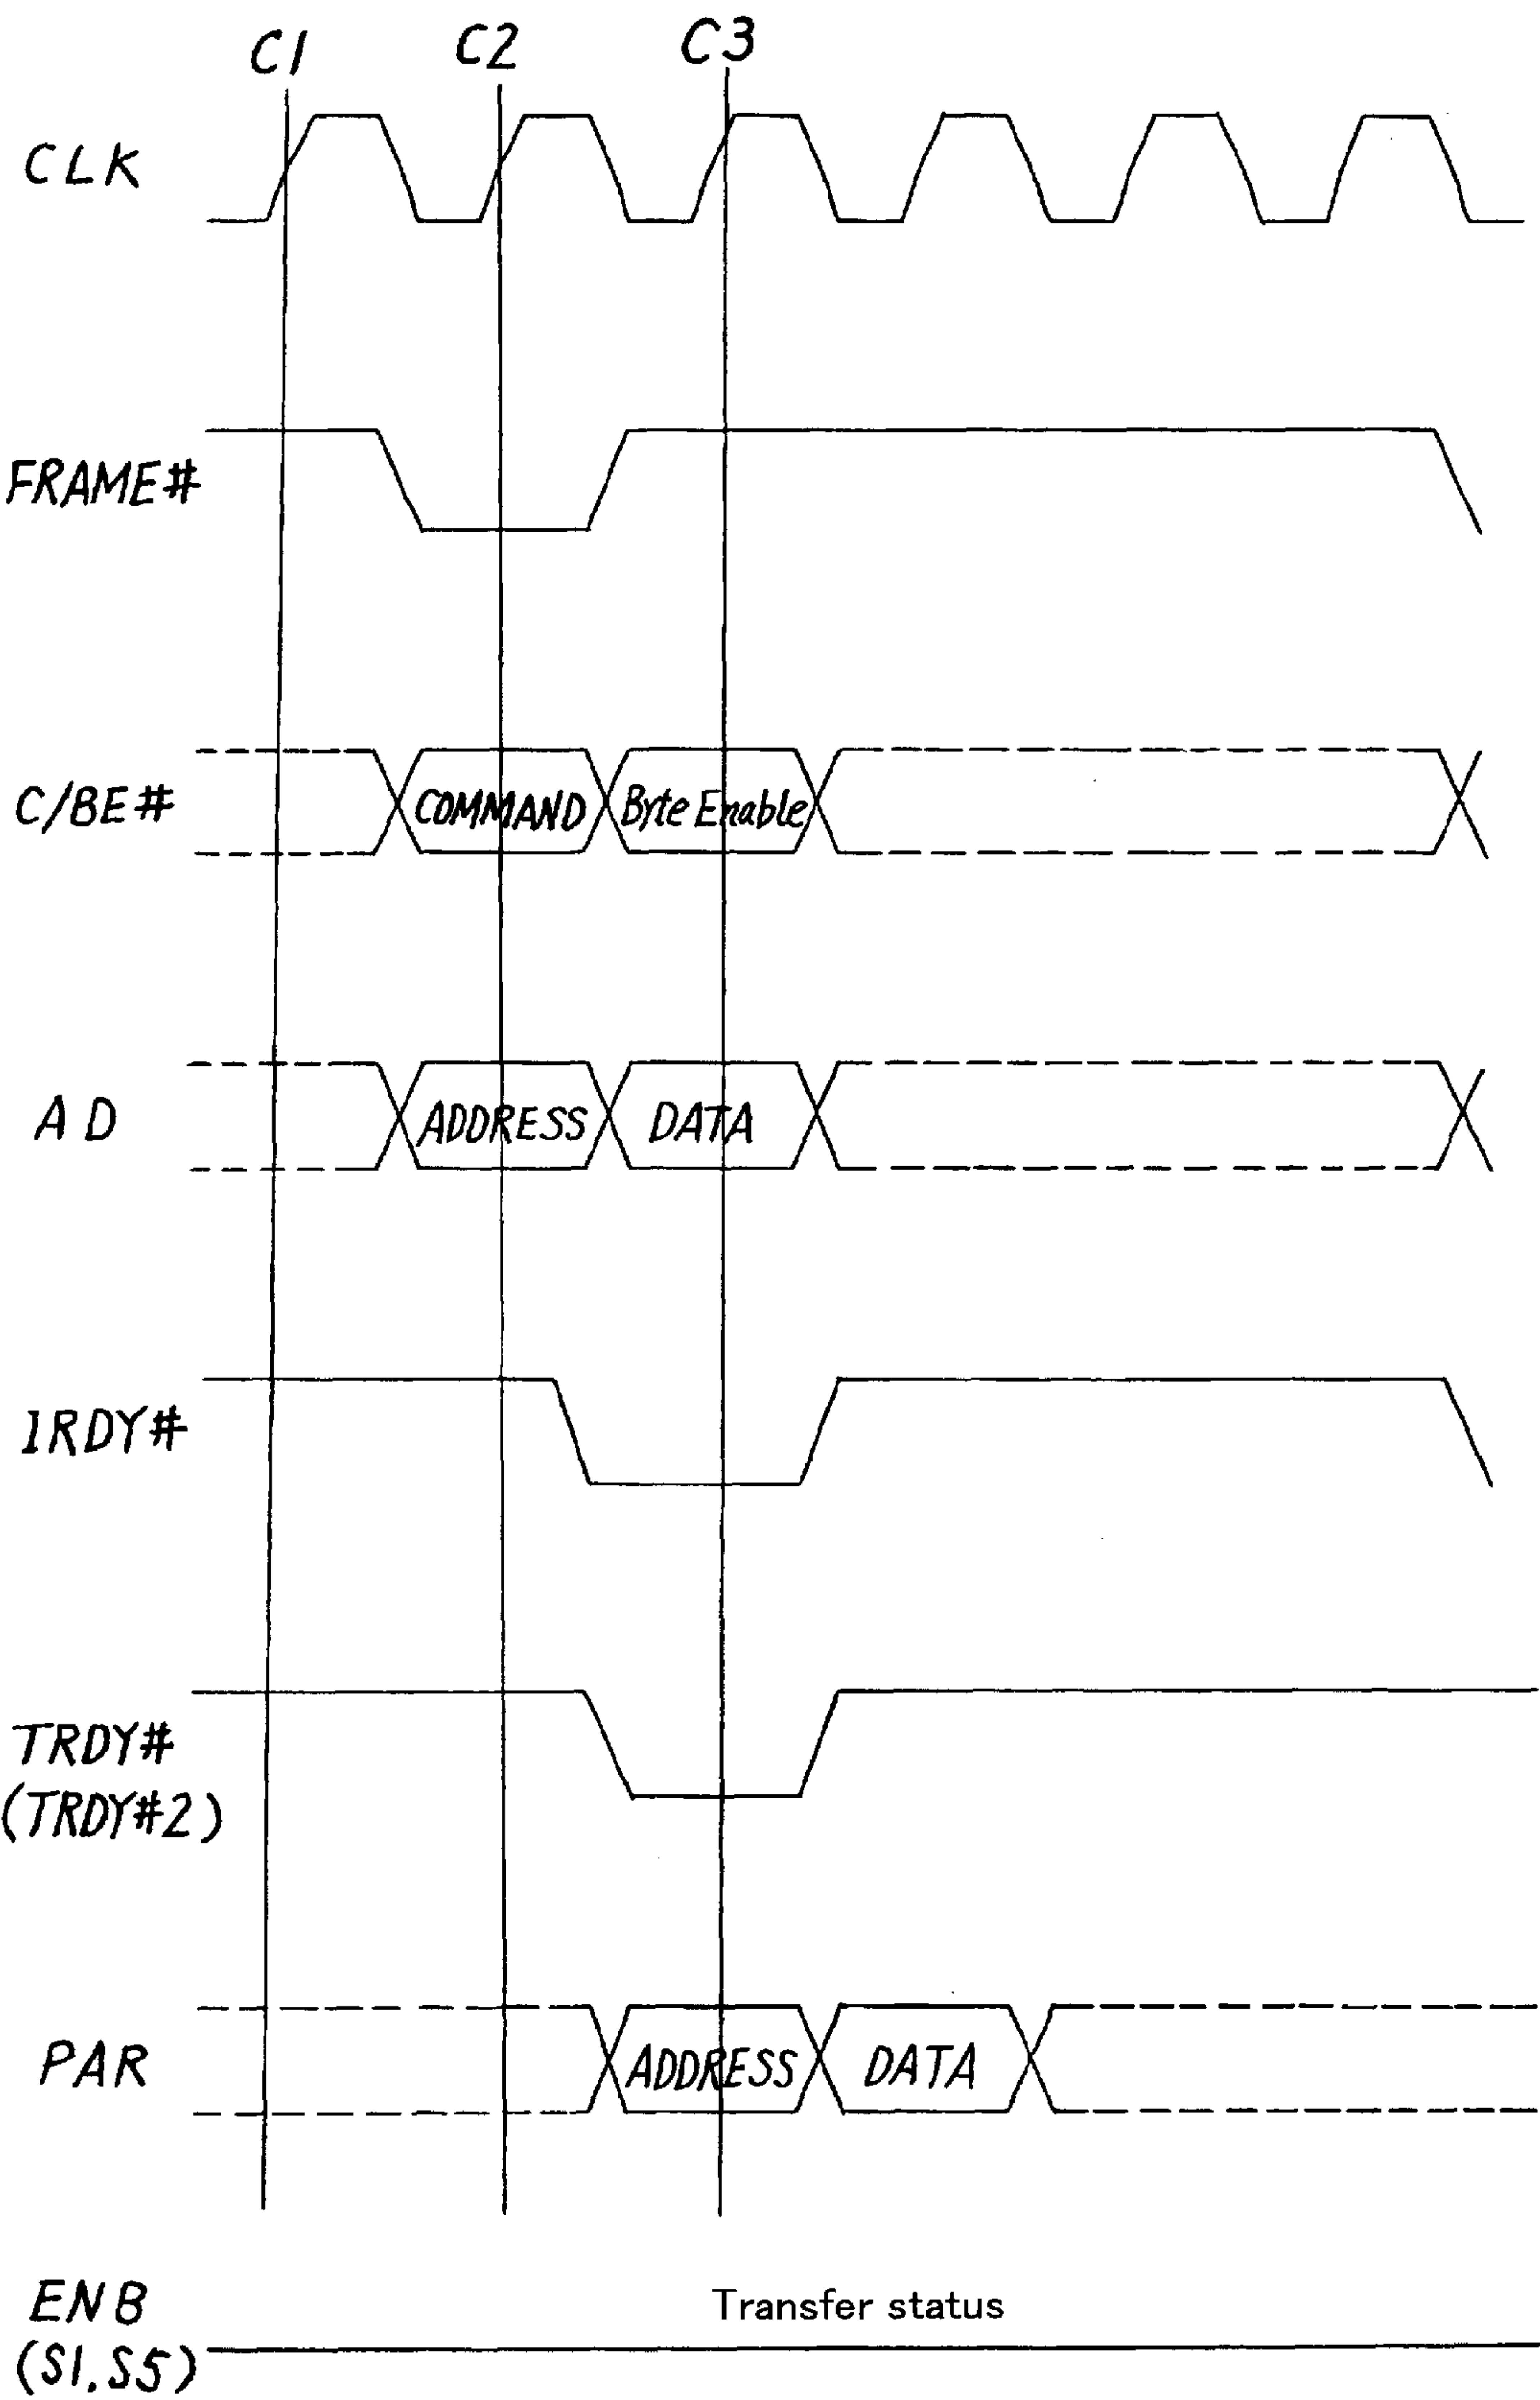 C1 C2 C3
CLK
FRAME#
C/BE# COMMAND Byte Enable
AD ADDRESS DATA
IRDY#
TRDY#
(TRDY#2)
PAR ADDRESS DATA
ENB Transfer status
(S1.S5)